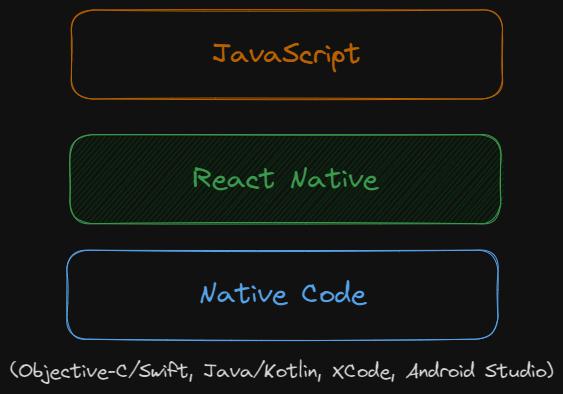 JavaScript
React Native
Native Code
(Objective-C/Swift, Java/Kotlin, XCode, Android Studio)